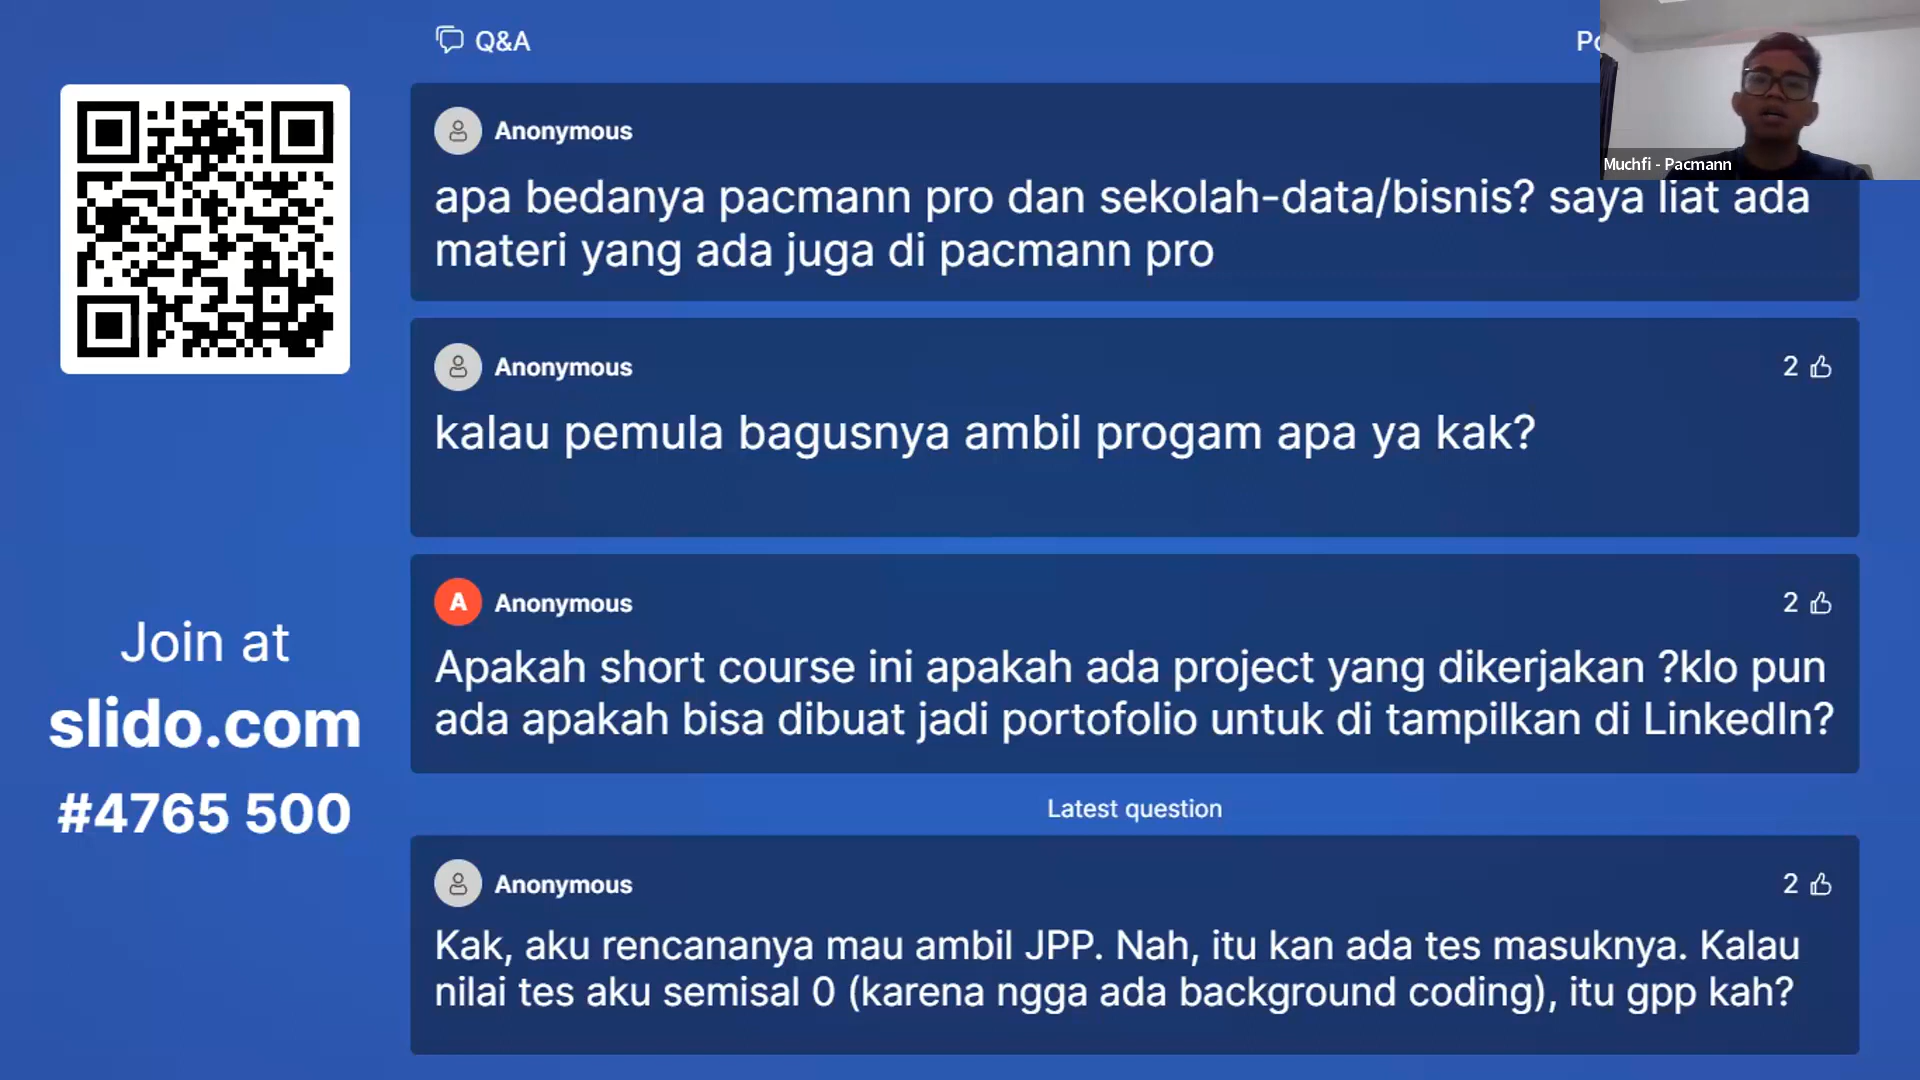 Q&A
Muchfi - Pacmann
Anonymous
apa bedanya pacmann pro dan sekolah-data/bisnis? saya liat ada
materi yang ada juga di pacmann pro
Anonymous
2
kalau pemula bagusnya ambil progam apa ya kak?
A
Anonymous
2
Apakah short course ini apakah ada project yang dikerjakan ?klo pun
ada apakah bisa dibuat jadi portofolio untuk di tampilkan di LinkedIn?
Join at
slido.com
#4765 500
Latest question
Anonymous
2
Kak, aku rencananya mau ambil JPP. Nah, itu kan ada tes masuknya. Kalau
nilai tes aku semisal 0 (karena ngga ada background coding), itu gpp kah?